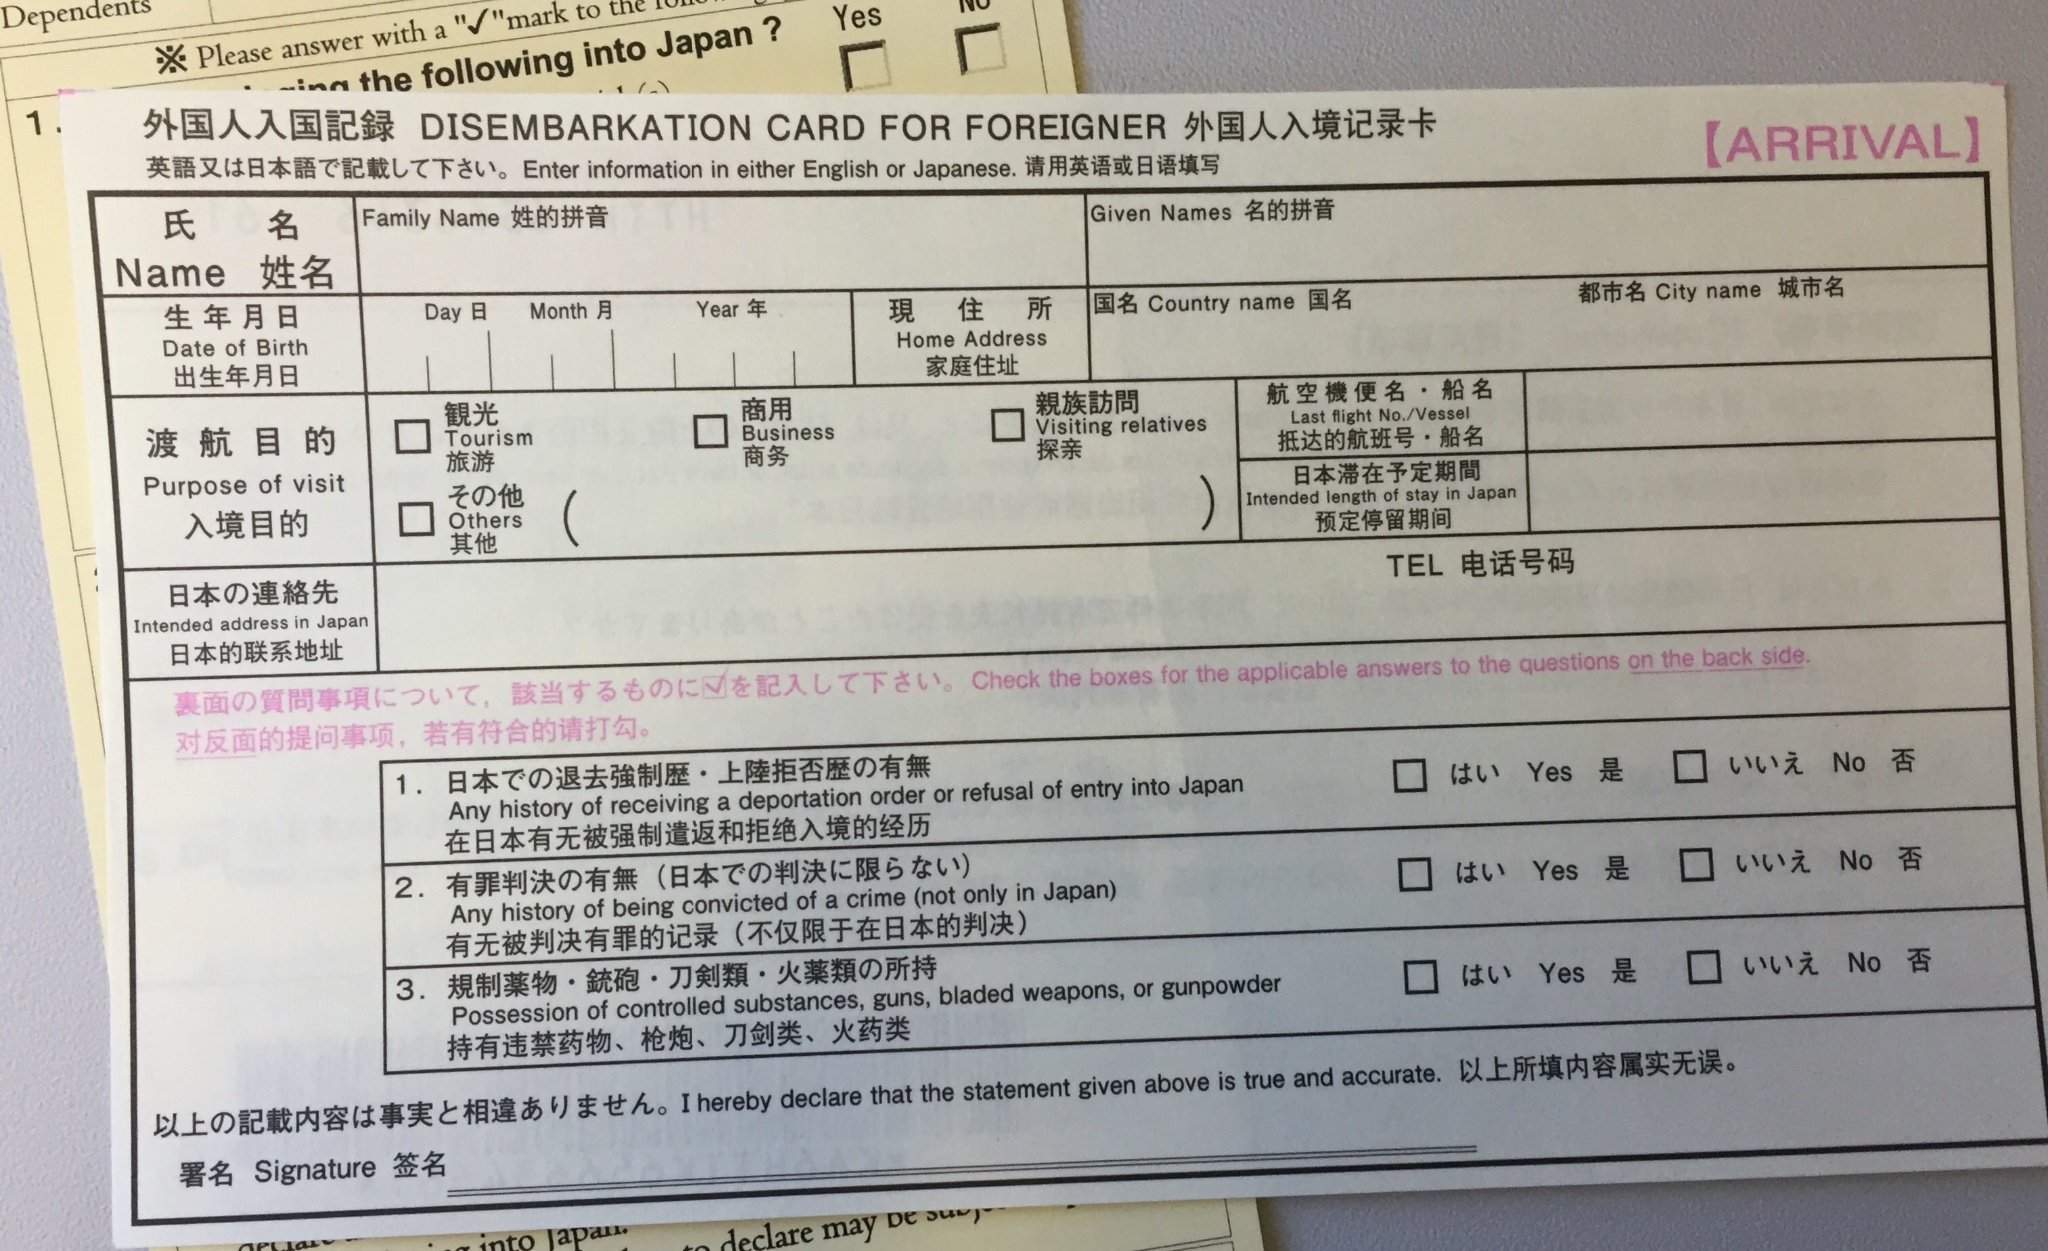 Dependents
※ Please answer with a "✓"mark to the
the following into Japan ? Yes No
1.
外国人入国記録 DISEMBARKATION CARD FOR FOREIGNER 外国人入境记录卡
【ARRIVAL】
英語又は日本語で記載して下さい。Enter information in either English or Japanese. 请用英语或日语填写
氏 名
Name 姓名
Family Name 姓的拼音
Given Names 名的拼音
生年月日
Date of Birth
出生年月日
Day 日 Month 月 Year 年
現住所
Home Address
家庭住址
国名 Country name 国名
都市名 City name 城市名
渡航目的
Purpose of visit
入境目的
観光
Tourism
旅游
商用
Business
商务
親族訪問
Visiting relatives
探亲
その他
Others
其他
( )
航空機便名・船名
Last flight No./Vessel
抵达的航班号・船名
日本滞在予定期間
Intended length of stay in Japan
预定停留期间
日本の連絡先
Intended address in Japan
日本的联系地址
TEL 电话号码
裏面の質問事項について，該当するものに☑を記入して下さい。Check the boxes for the applicable answers to the questions on the back side.
对反面的提问事项，若有符合的请打勾。
1. 日本での退去強制歴・上陸拒否歴の有無
Any history of receiving a deportation order or refusal of entry into Japan
在日本有无被强制遣返和拒绝入境的经历
□ はい Yes 是 □ いいえ No 否
2. 有罪判決の有無（日本での判決に限らない）
Any history of being convicted of a crime (not only in Japan)
有无被判决有罪的记录（不仅限于在日本的判决）
□ はい Yes 是 □ いいえ No 否
3. 規制薬物・銃砲・刀剣類・火薬類の所持
Possession of controlled substances, guns, bladed weapons, or gunpowder
持有违禁药物、枪炮、刀剑类、火药类
□ はい Yes 是 □ いいえ No 否
以上の記載内容は事実と相違ありません。I hereby declare that the statement given above is true and accurate. 以上所填内容属实无误。
署名 Signature 签名
into Japan.
to declare may be